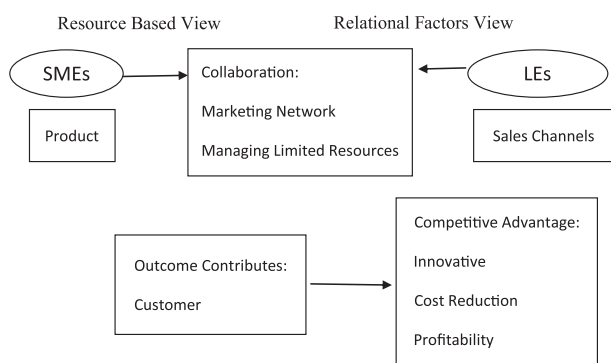 Resource Based View
Relational Factors View
SMEs
Collaboration:
Marketing Network
Managing Limited Resources
LEs
Product
Sales Channels
Outcome Contributes:
Customer
Competitive Advantage:
Innovative
Cost Reduction
Profitability